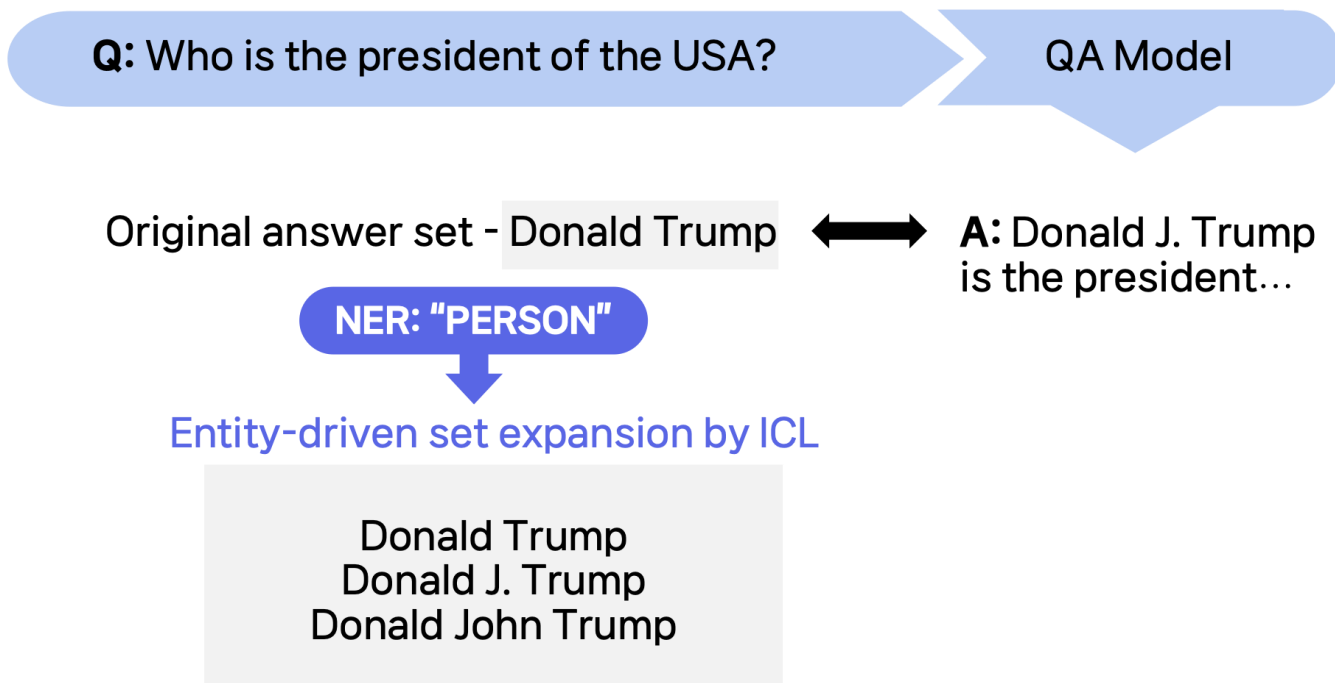 Q: Who is the president of the USA?
QA Model
Original answer set - Donald Trump
A: Donald J. Trump
is the president...
NER: "PERSON"
Entity-driven set expansion by ICL
Donald Trump
Donald J. Trump
Donald John Trump